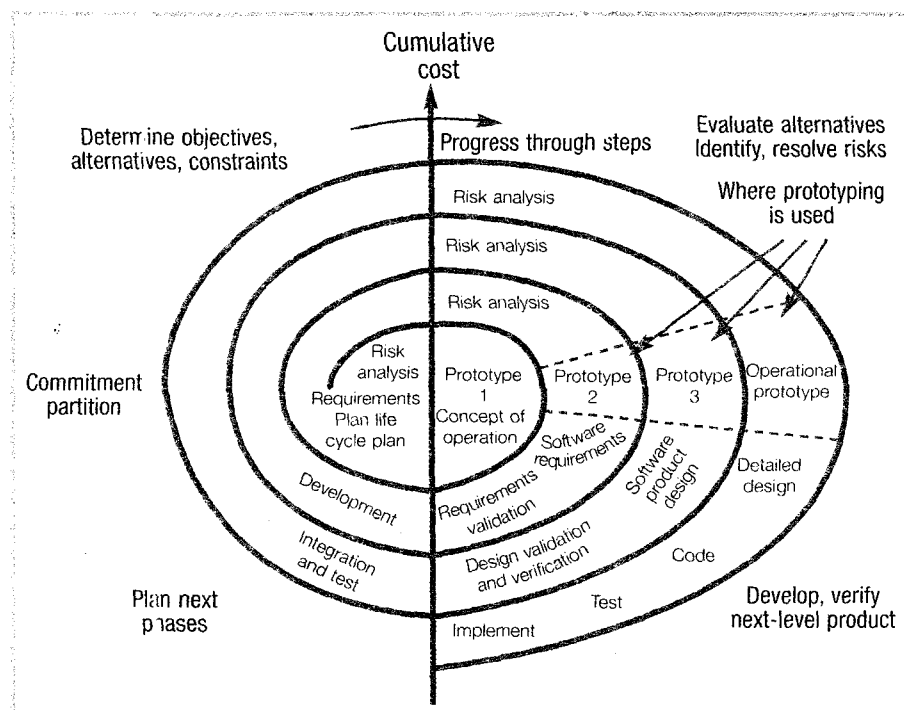 Cumulative
cost
Determine objectives,
alternatives, constraints
Progress through steps
Evaluate alternatives
Identify, resolve risks
Where prototyping
is used
Risk analysis
Risk analysis
Risk analysis
Risk
analysis
Requirements
Plan life
cycle plan
Prototype
1
Concept of
operation
Prototype
2
Prototype
3
Operational
prototype
Commitment
partition
Software
requirements
Software
product
design
Detailed
design
Development
Requirements
validation
Integration
and test
Design validation
and verification
Code
Test
Implement
Plan next
phases
Develop, verify
next-level product